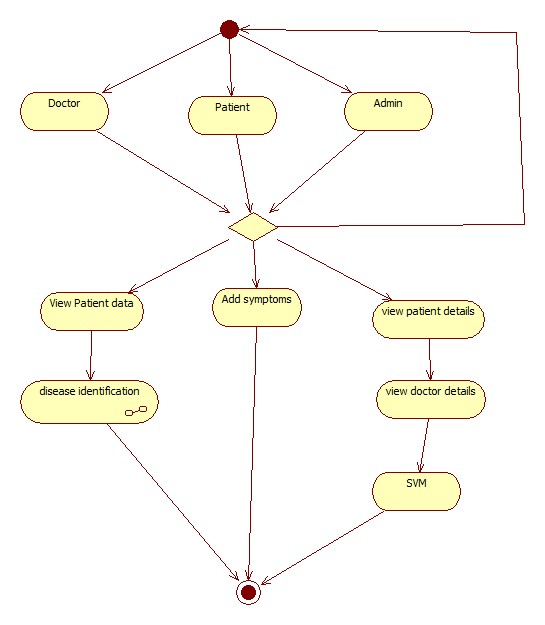 Doctor
Patient
Admin
View Patient data
Add symptoms
view patient details
disease identification
view doctor details
SVM